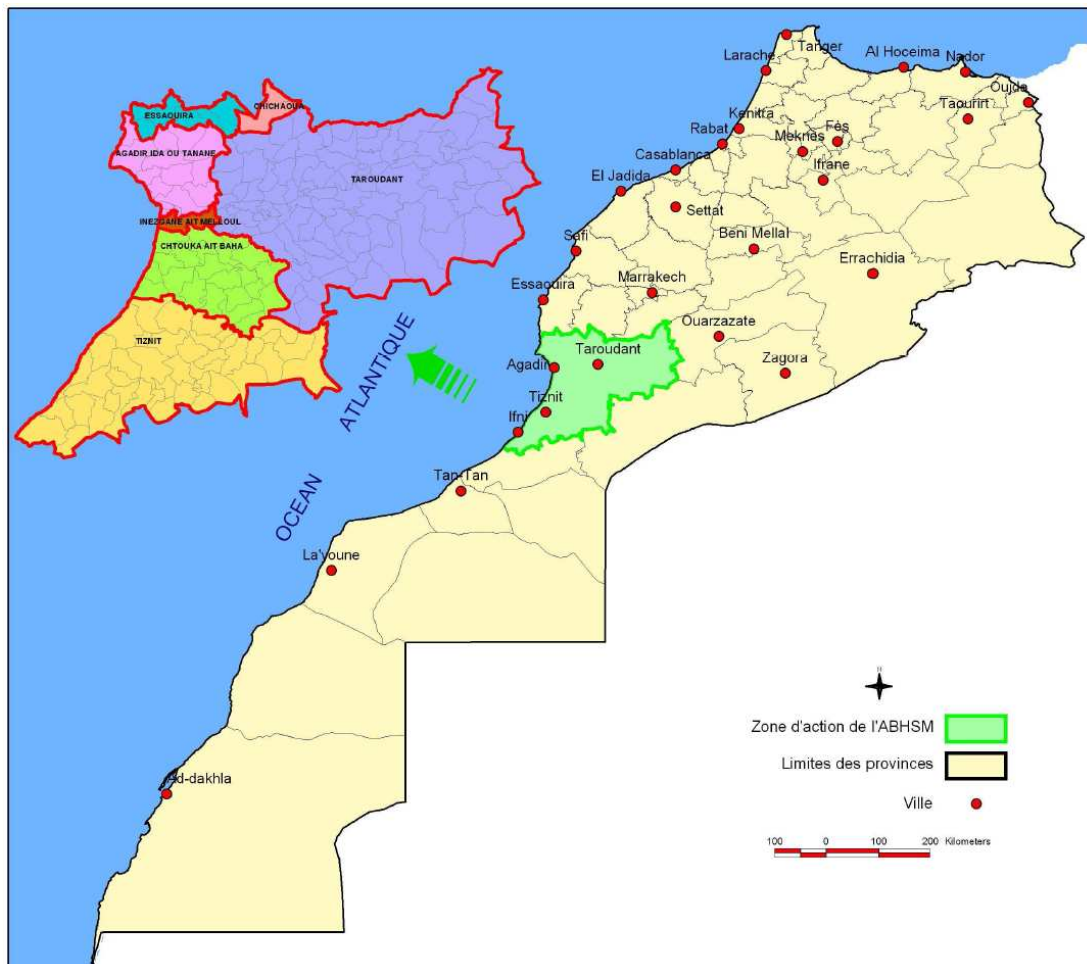 Tanger
Larache
Al Hoceima
Nador
Oujda
Taourirt
Kenitra
Rabat
Meknès
Fès
Ifrane
Casablanca
El Jadida
Settat
Beni Mellal
Safi
Errachidia
Marrakech
Essaouira
Ouarzazate
Zagora
Agadir
Taroudant
Tiznit
Ifni
Tan-Tan
La'youne
Ad-dakhla
ESSAOUIRA
CHICHAOUA
AGADIR IDA OU TANANE
TAROUDANT
INEZGANE AIT MELLOUL
CHTOUKA AIT BAHA
TIZNIT
OCEAN ATLANTIQUE
N
Zone d'action de l'ABHSM
Limites des provinces
Ville
100 0 100 200 Kilometers